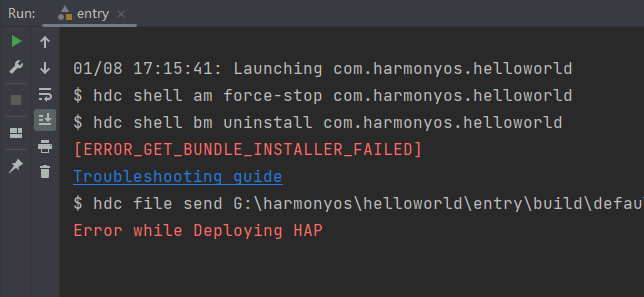 Run:
entry
01/08 17:15:41: Launching com.harmonyos.helloworld
$ hdc shell am force-stop com.harmonyos.helloworld
$ hdc shell bm uninstall com.harmonyos.helloworld
[ERROR_GET_BUNDLE_INSTALLER_FAILED]
Troubleshooting guide
$ hdc file send G:\harmonyos\helloworld\entry\build\defau
Error while Deploying HAP